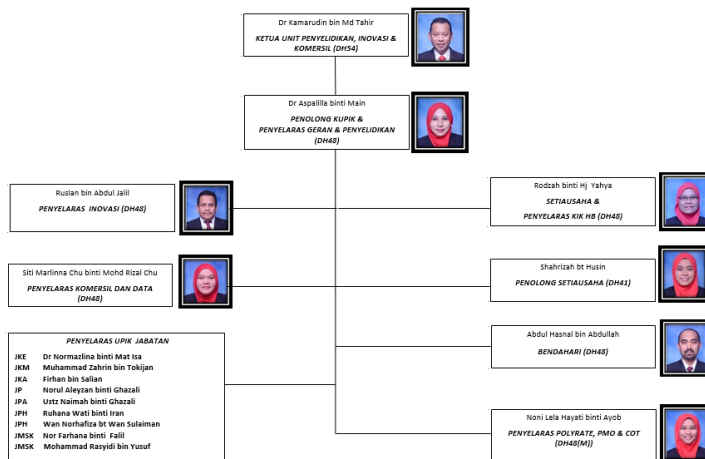 Dr Kamarudin bin Md Tahir
KETUA UNIT PENYELIDIKAN, INOVASI &
KOMERSIL (DH54)
Dr Aspalilla binti Main
PENOLONG KUPIK &
PENYELARAS GERAN & PENYELIDIKAN
(DH48)
Ruslan bin Abdul Jalil
PENYELARAS INOVASI (DH48)
Rodzah binti Hj Yahya
SETIAUSAHA &
PENYELARAS KIK HB (DH48)
Siti Marlinna Chu binti Mohd Rizal Chu
PENYELARAS KOMERSIL DAN DATA
(DH48)
Shahrizah bt Husin
PENOLONG SETIAUSAHA (DH41)
Abdul Hasnal bin Abdullah
BENDAHARI (DH48)
PENYELARAS UPIK JABATAN
JKE Dr Normazlina binti Mat Isa
JKM Muhammad Zahrin bin Tokijan
JKA Firhan bin Salian
JP Norul Aleyzan binti Ghazali
JPA Ustz Naimah binti Ghazali
JPH Ruhana Wati binti Iran
JPH Wan Norhafiza bt Wan Sulaiman
JMSK Nor Farhana binti Falil
JMSK Mohammad Rasyidi bin Yusuf
Noni Lela Hayati binti Ayob
PENYELARAS POLYRATE, PMO & COT
(DH48(M))